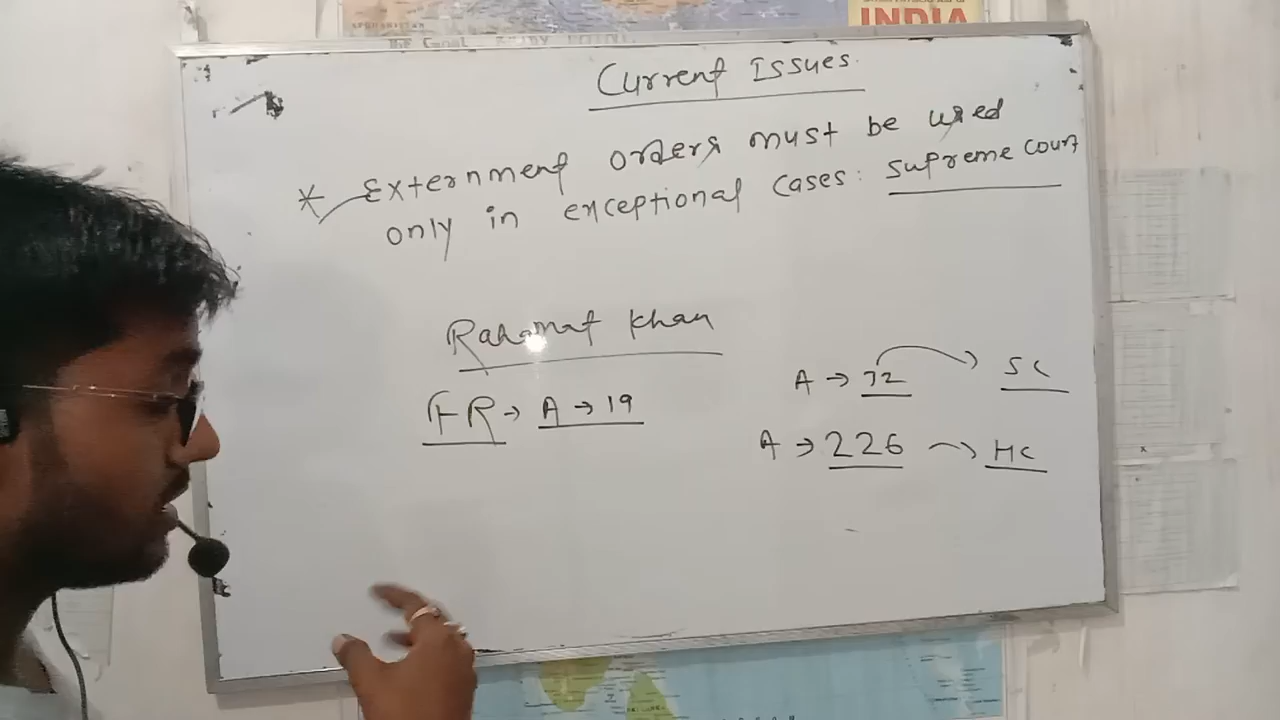 INDIA
Current Issues.
* Externment orders must be used
only in exceptional cases: Supreme Court
Rahamat Khan
FR → A → 19
A → 32 → SC
A → 226 → HC